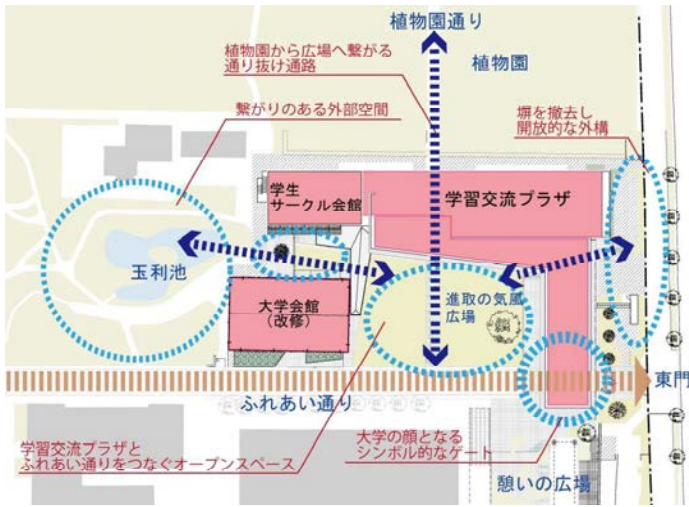 植物園通り
植物園から広場へ繋がる
通り抜け通路
植物園
繋がりのある外部空間
塀を撤去し
開放的な外構
学生
サークル会館
学習交流プラザ
玉利池
大学会館
（改修）
進取の気風
広場
東門
ふれあい通り
学習交流プラザと
ふれあい通りをつなぐオープンスペース
大学の顔となる
シンボル的なゲート
憩いの広場